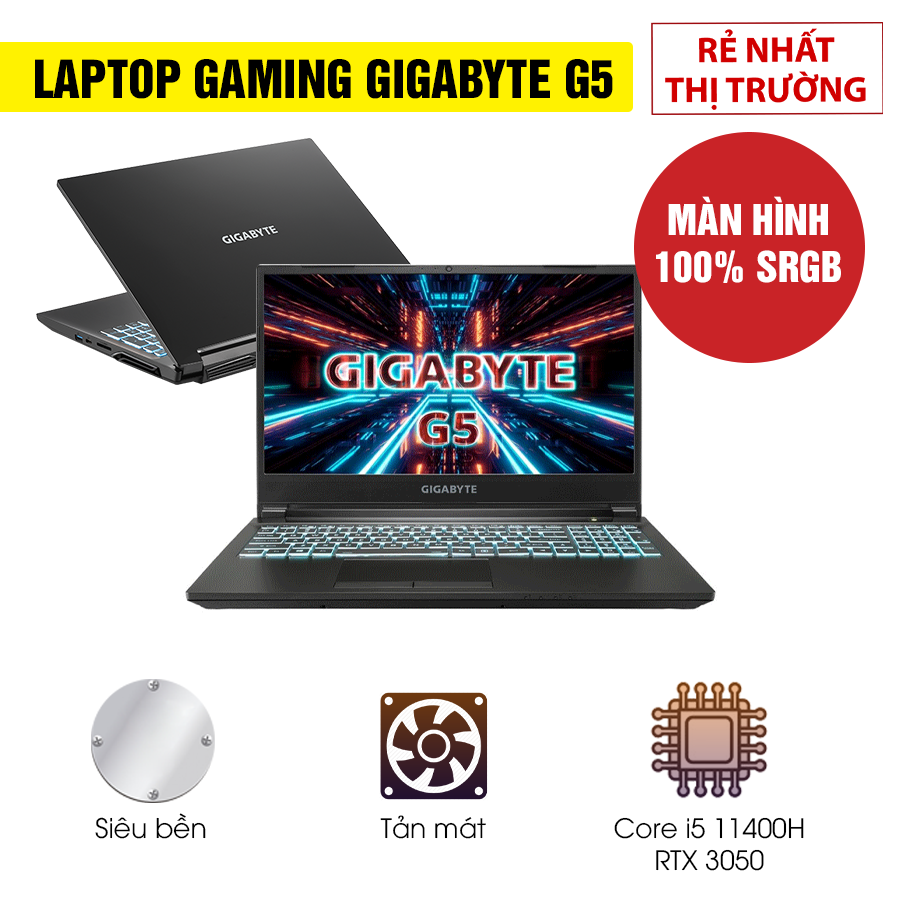 LAPTOP GAMING GIGABYTE G5
RẺ NHẤT
THỊ TRƯỜNG
MÀN HÌNH
100% SRGB
GIGABYTE
GIGABYTE
G5
GIGABYTE
Siêu bền
Tản mát
Core i5 11400H
RTX 3050